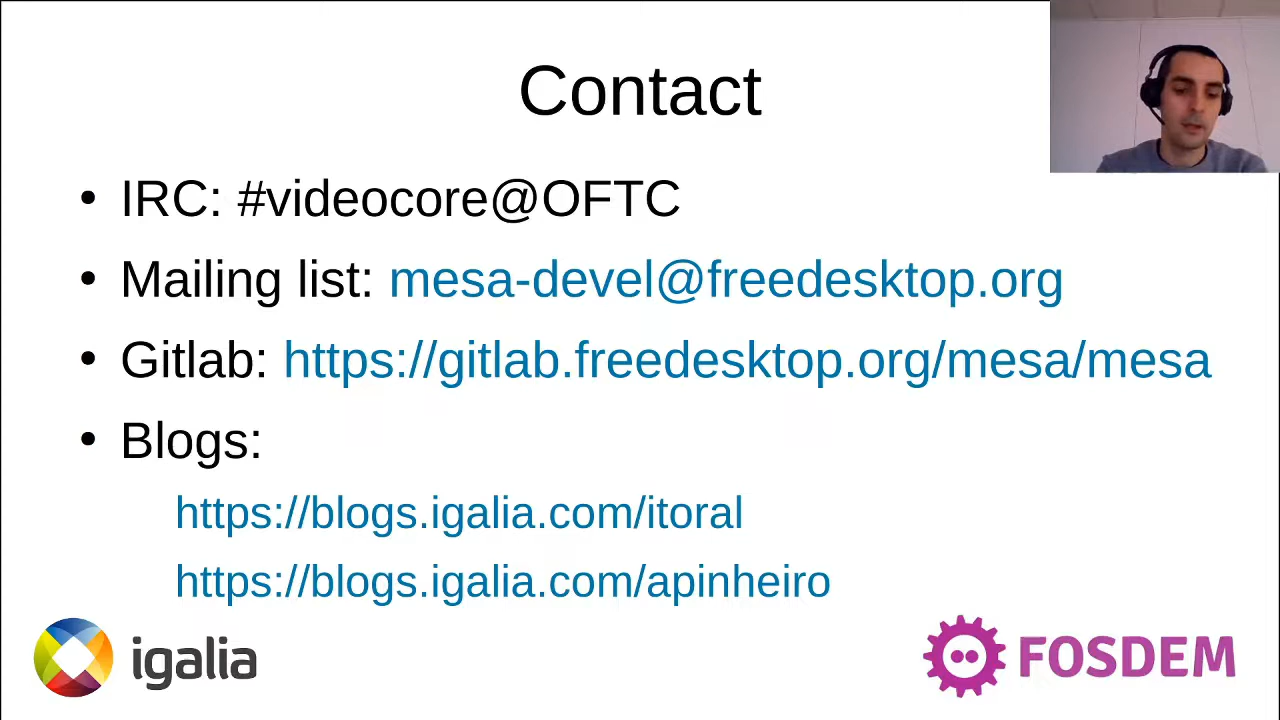 Contact
• IRC: #videocore@OFTC
• Mailing list: mesa-devel@freedesktop.org
• Gitlab: https://gitlab.freedesktop.org/mesa/mesa
• Blogs:
https://blogs.igalia.com/itoral
https://blogs.igalia.com/apinheiro
igalia
FOSDEM